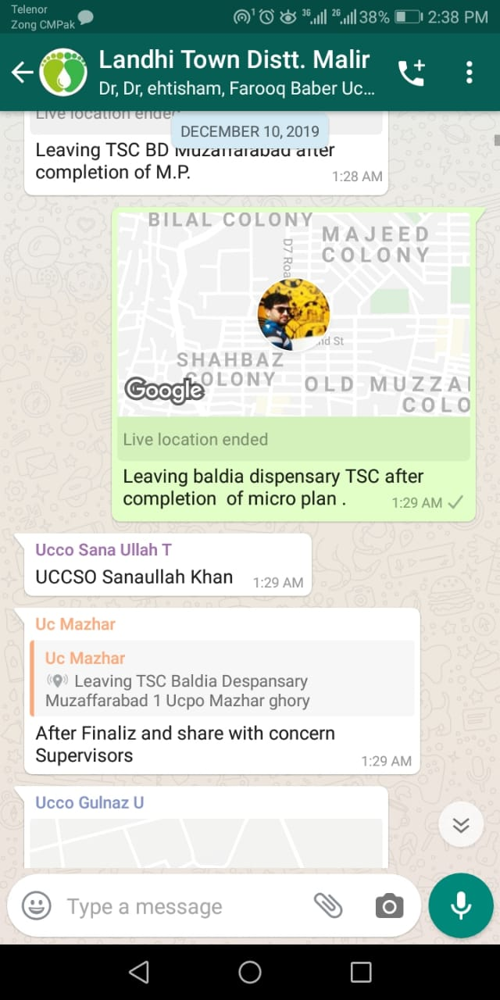 Telenor
Zong CMPak
3G
2G
38%
2:38 PM
Landhi Town Distt. Malir
Dr, Dr, ehtisham, Farooq Baber Uc...
Live location ended
DECEMBER 10, 2019
Leaving TSC BD Muzaffarabad after
completion of M.P.
1:28 AM
BILAL COLONY
MAJEED
COLONY
D7 Roa
nd St
SHAHBAZ
COLONY
Google
OLD MUZZA
COLO
Live location ended
Leaving baldia dispensary TSC after
completion of micro plan .
1:29 AM
Ucco Sana Ullah T
UCCSO Sanaullah Khan
1:29 AM
Uc Mazhar
Uc Mazhar
Leaving TSC Baldia Despansary
Muzaffarabad 1 Ucpo Mazhar ghory
After Finaliz and share with concern
Supervisors
1:29 AM
Ucco Gulnaz U
Type a message